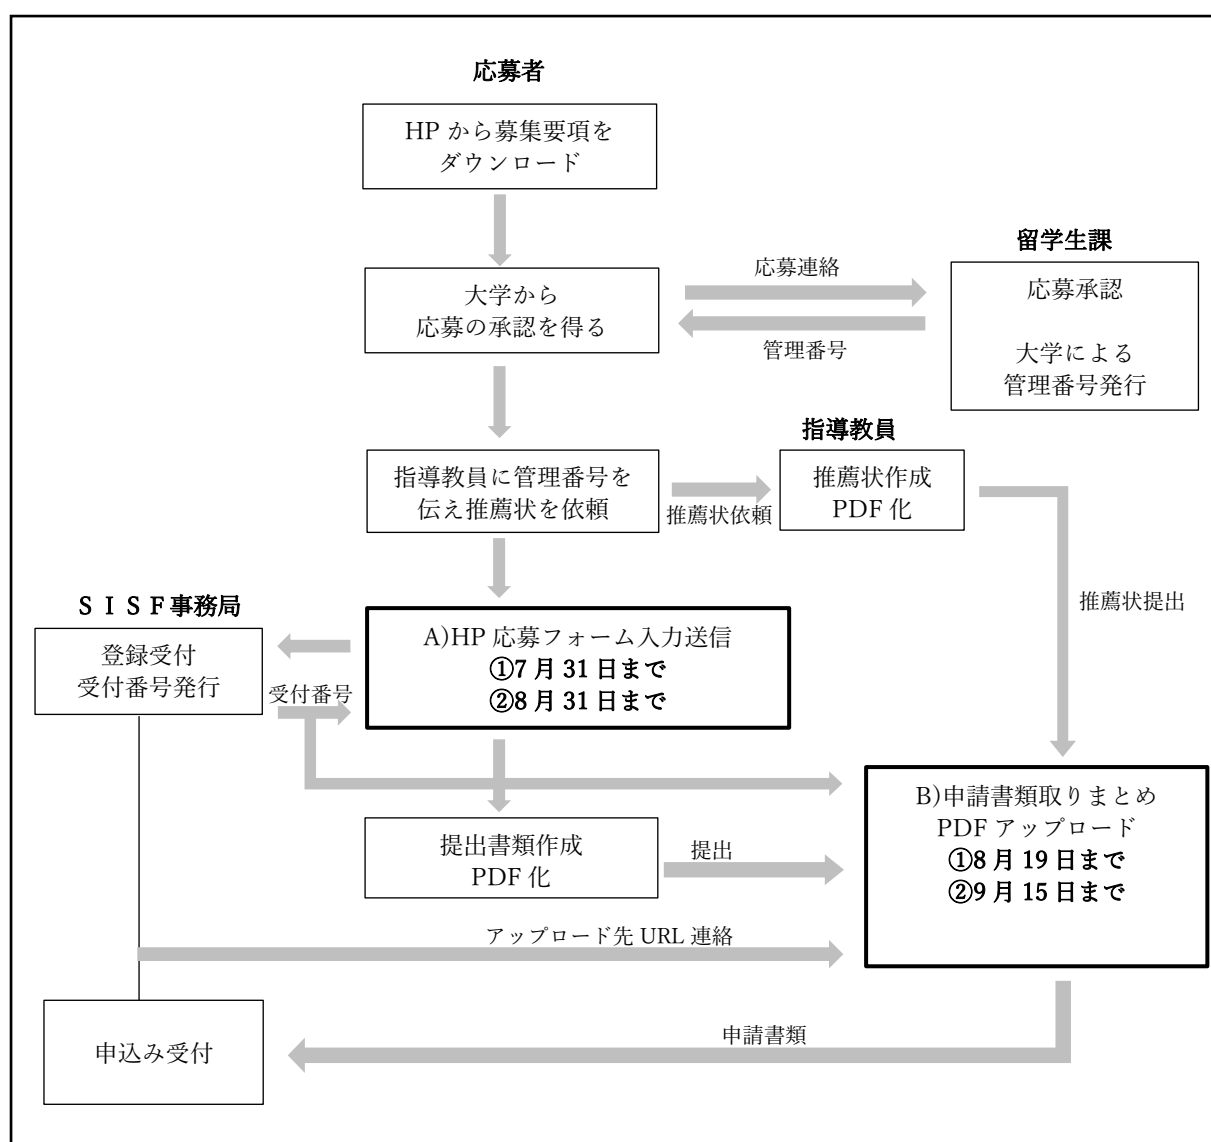 応募者
HP から募集要項を
ダウンロード
留学生課
大学から
応募の承認を得る
応募連絡
管理番号
応募承認
大学による
管理番号発行
指導教員
指導教員に管理番号を
伝え推薦状を依頼
推薦状依頼
推薦状作成
PDF 化
推薦状提出
ＳＩＳＦ事務局
登録受付
受付番号発行
受付番号
A)HP 応募フォーム入力送信
①7 月 31 日まで
②8 月 31 日まで
B)申請書類取りまとめ
PDF アップロード
①8 月 19 日まで
②9 月 15 日まで
提出書類作成
PDF 化
提出
アップロード先 URL 連絡
申請書類
申込み受付